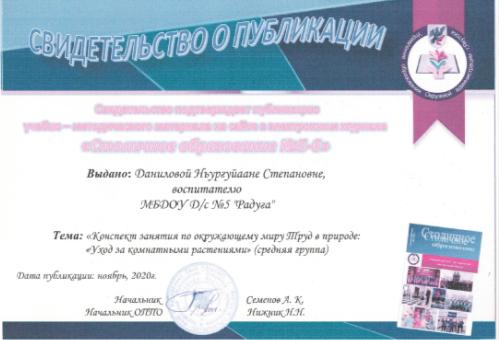 СВИДЕТЕЛЬСТВО О ПУБЛИКАЦИИ
Свидетельство подтверждает публикацию
учебно – методического материала на сайте в электронном журнале
«Столичное образование №5-6»
Выдано: Даниловой Ньургуйаане Степановне,
воспитателю
МБДОУ Д/с №5 "Радуга"
Тема: «Конспект занятия по окружающему миру Труд в природе:
«Уход за комнатными растениями» (средняя группа)
Дата публикации: ноябрь, 2020г.
Начальник Семенов А. К,
Начальник ОППО Нижник Н.Н.
Столичное
образование